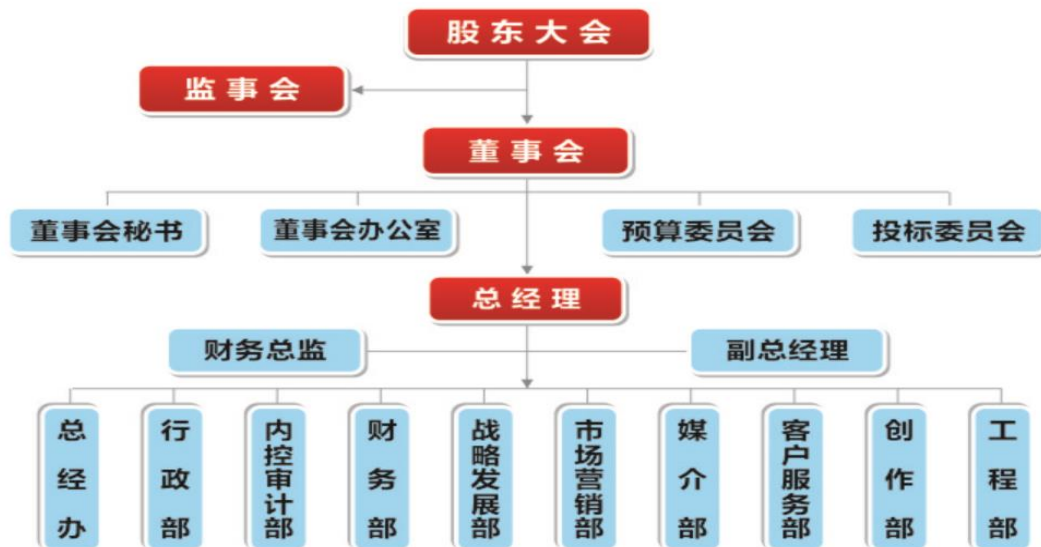 股东大会
监事会
董事会
董事会秘书
董事会办公室
预算委员会
投标委员会
总经理
财务总监
副总经理
总经办
行政部
内控审计部
财务部
战略发展部
市场营销部
媒介部
客户服务部
创作部
工程部